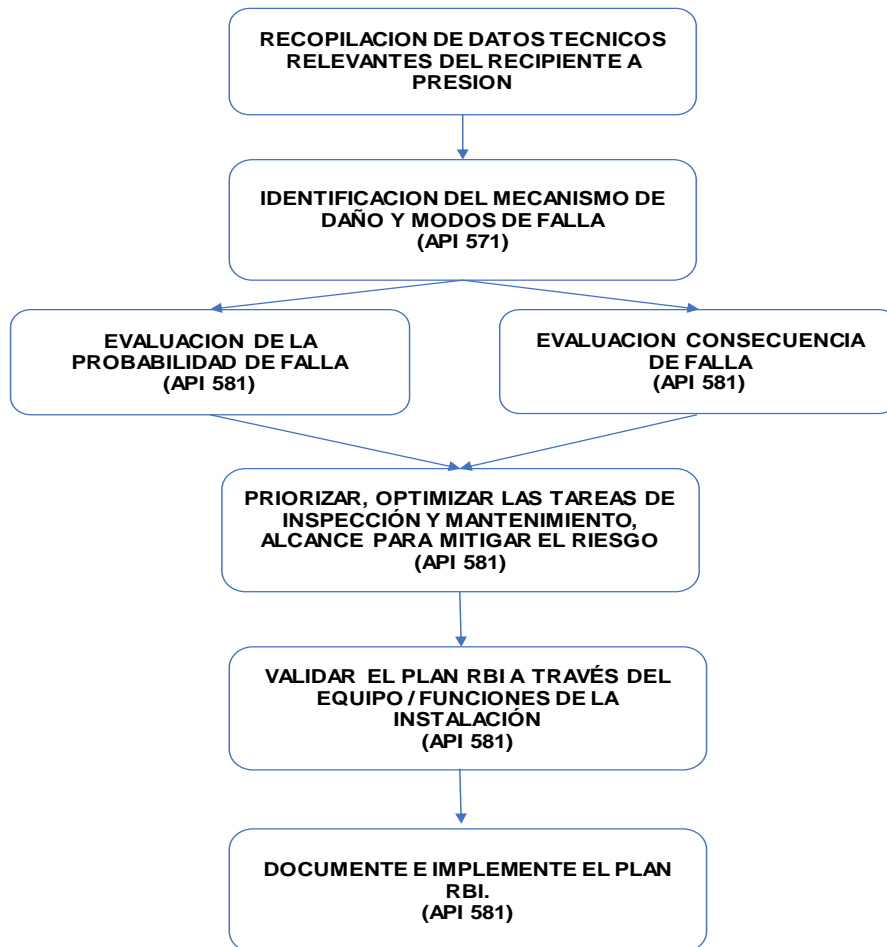 RECOPILACION DE DATOS TECNICOS
RELEVANTES DEL RECIPIENTE A
PRESION
IDENTIFICACION DEL MECANISMO DE
DAÑO Y MODOS DE FALLA
(API 571)
EVALUACION DE LA
PROBABILIDAD DE FALLA
(API 581)
EVALUACION CONSECUENCIA
DE FALLA
(API 581)
PRIORIZAR, OPTIMIZAR LAS TAREAS DE
INSPECCIÓN Y MANTENIMIENTO,
ALCANCE PARA MITIGAR EL RIESGO
(API 581)
VALIDAR EL PLAN RBI A TRAVÉS DEL
EQUIPO / FUNCIONES DE LA
INSTALACIÓN
(API 581)
DOCUMENTE E IMPLEMENTE EL PLAN
RBI.
(API 581)